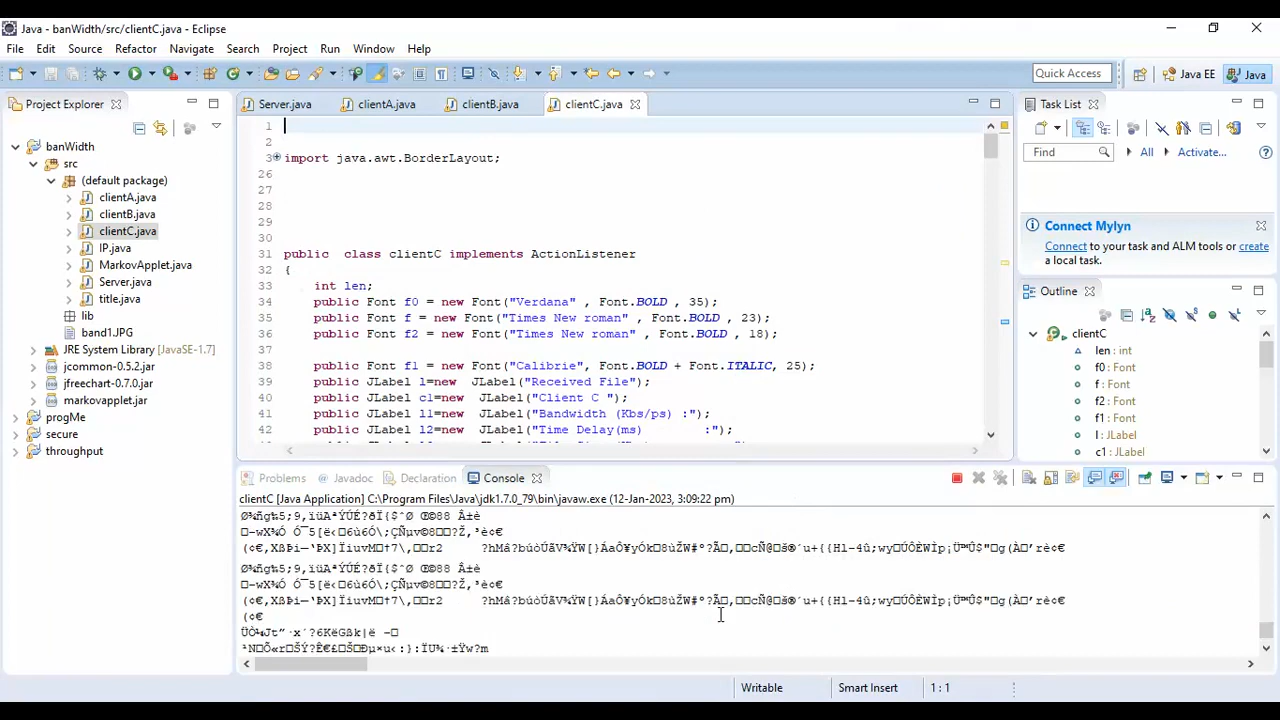 Java - banWidth/src/clientC.java - Eclipse
File Edit Source Refactor Navigate Search Project Run Window Help
Quick Access
Java EE
Java
Project Explorer
banWidth
src
(default package)
clientA.java
clientB.java
clientC.java
IP.java
MarkovApplet.java
Server.java
title.java
lib
band1.JPG
JRE System Library [JavaSE-1.7]
jcommon-0.5.2.jar
jfreechart-0.7.0.jar
markovapplet.jar
progMe
secure
throughput
Server.java clientA.java clientB.java clientC.java
1
2
3 import java.awt.BorderLayout;
26
27
28
29
30
31 public  class clientC implements ActionListener
32 {
33 int len;
34 public Font f0 = new Font("Verdana" , Font.BOLD , 35);
35 public Font f = new Font("Times New roman" , Font.BOLD , 23);
36 public Font f2 = new Font("Times New roman" , Font.BOLD , 18);
37
38 public Font f1 = new Font("Calibrie", Font.BOLD + Font.ITALIC, 25);
39 public JLabel l=new  JLabel("Received File");
40 public JLabel c1=new  JLabel("Client C ");
41 public JLabel l1=new  JLabel("Bandwidth (Kbs/ps) :");
42 public JLabel l2=new  JLabel("Time Delay(ms)       :");
Task List
Find
All
Activate...
Connect Mylyn
Connect to your task and ALM tools or create
a local task.
Outline
clientC
len : int
f0 : Font
f : Font
f2 : Font
f1 : Font
l : JLabel
c1 : JLabel
Problems Javadoc Declaration Console
clientC [Java Application] C:\Program Files\Java\jdk1.7.0_79\bin\javaw.exe (12-Jan-2023, 3:09:22 pm)
Writable
Smart Insert
1 : 1